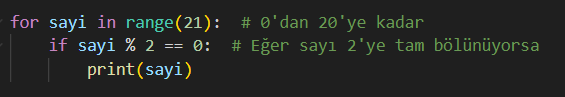 for sayi in range(21):  # 0'dan 20'ye kadar
    if sayi % 2 == 0:  # Eğer sayı 2'ye tam bölünüyorsa
        print(sayi)